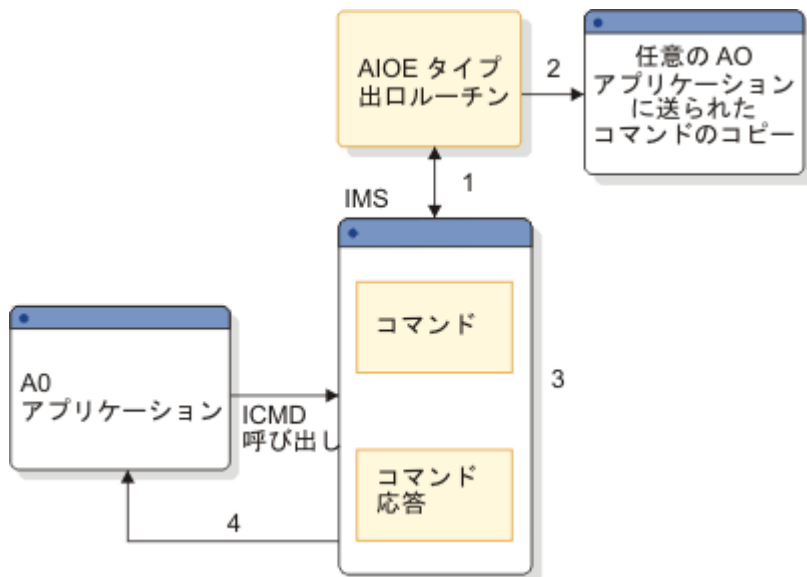 AIOE タイプ
出口ルーチン
2
任意の AO
アプリケーション
に送られた
コマンドのコピー
1
IMS
コマンド
3
A0
アプリケーション
ICMD
呼び出し
コマンド
応答
4